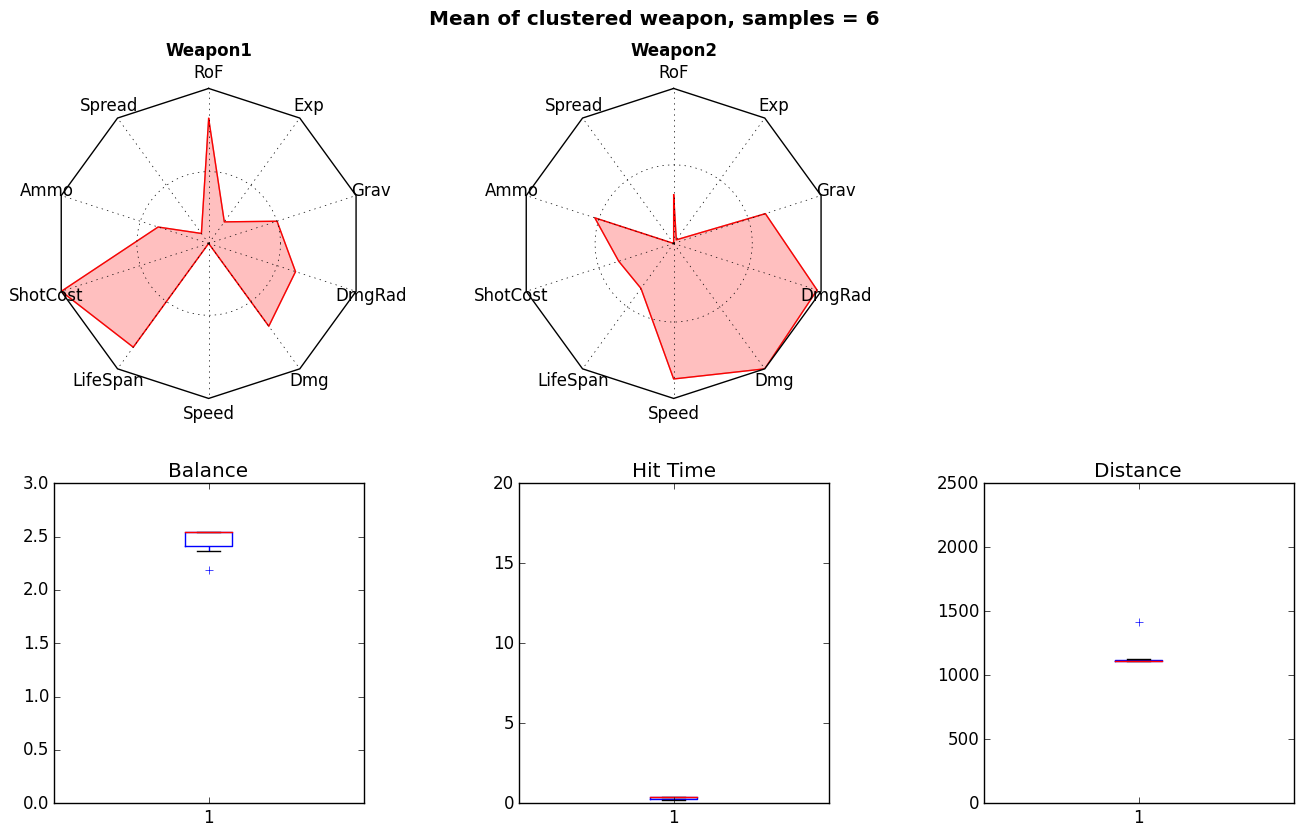 Mean of clustered weapon, samples = 6
Weapon1
RoF
Spread
Exp
Ammo
Grav
ShotCost
DmgRad
LifeSpan
Dmg
Speed
Weapon2
RoF
Spread
Exp
Ammo
Grav
ShotCost
DmgRad
LifeSpan
Dmg
Speed
Balance
3.0
2.5
2.0
1.5
1.0
0.5
0.0
1
Hit Time
20
15
10
5
0
1
Distance
2500
2000
1500
1000
500
0
1